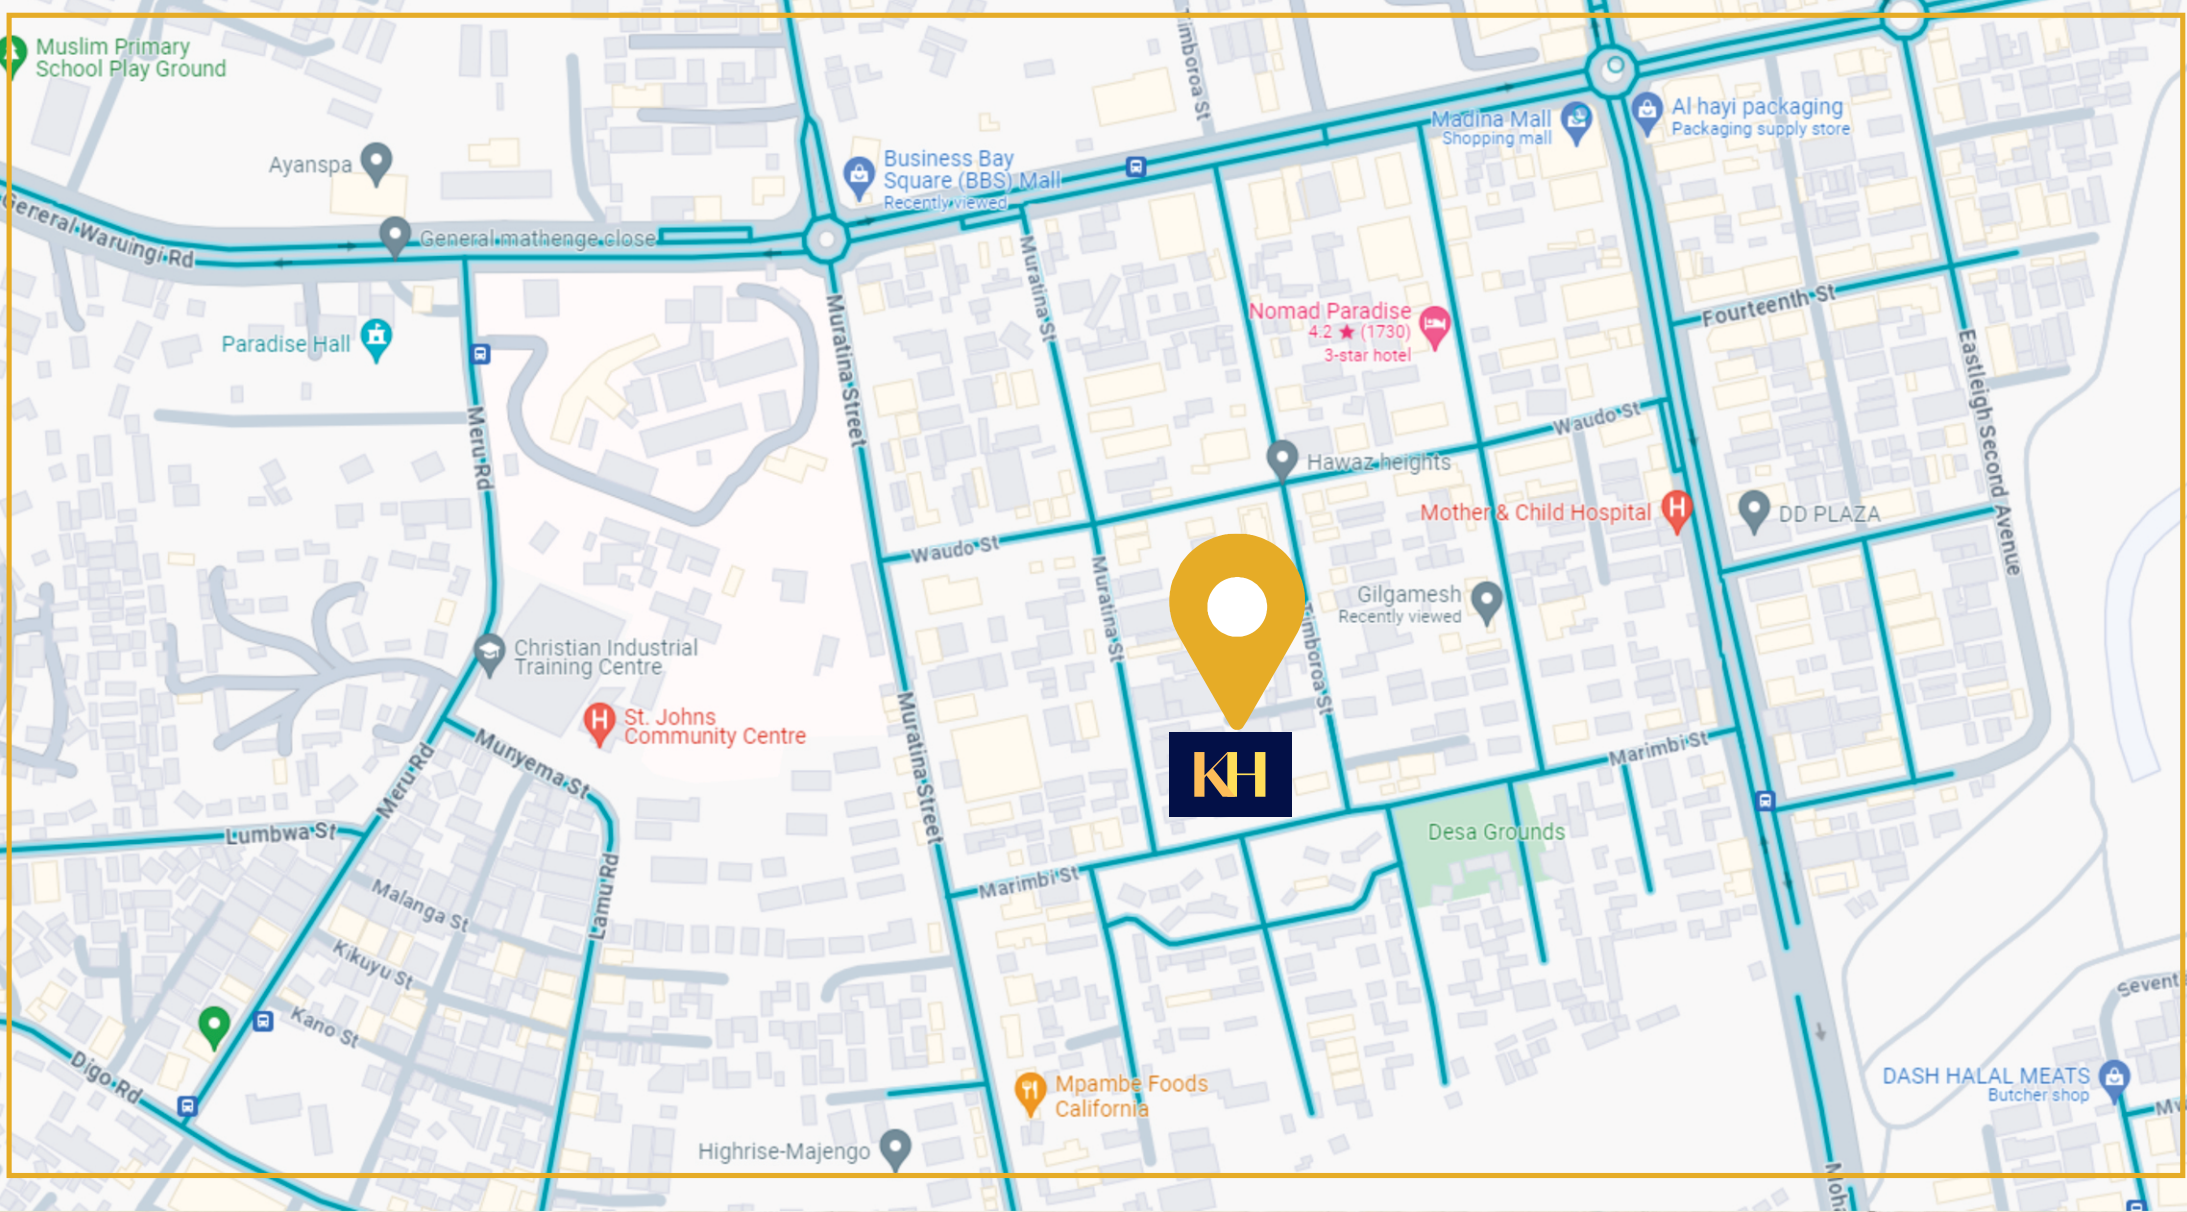 Muslim Primary
School Play Ground
Timboroa St
Al hayi packaging
Packaging supply store
Madina Mall
Shopping mall
Ayanspa
Business Bay
Square (BBS) Mall
Recently viewed
General Waruingi Rd
General mathenge close
Muratina St
Fourteenth St
Nomad Paradise
4.2 ★ (1730)
3-star hotel
Paradise Hall
Muratina Street
Eastleigh Second Avenue
Meru Rd
Waudo St
Hawaz heights
Mother & Child Hospital
H
DD PLAZA
Waudo St
Muratina St
Gilgamesh
Recently viewed
Timboroa St
Christian Industrial
Training Centre
H
St. Johns
Community Centre
Muratina Street
Munyema St
Meru Rd
KH
Marimbi St
Desa Grounds
Lumbwa St
Lamu Rd
Marimbi St
Malanga St
Kikuyu St
Kano St
Digo Rd
Mpambe Foods
California
DASH HALAL MEATS
Butcher shop
Highrise-Majengo